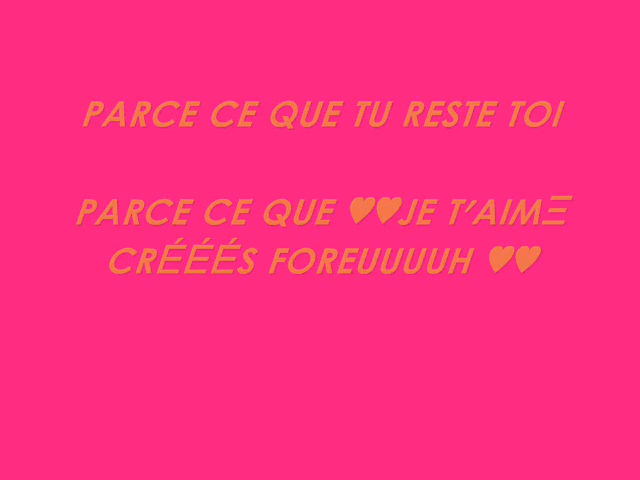 PARCE CE QUE TU RESTE TOI
PARCE CE QUE ♥♥JE T'AIMΞ
CRÉÉÉS FOREUUUUH ♥♥